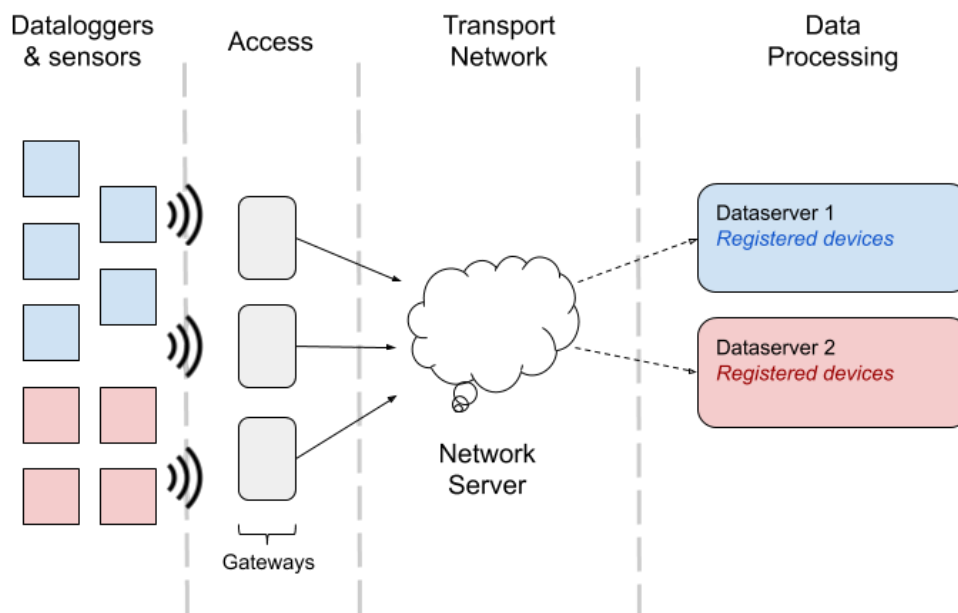 Dataloggers
& sensors
Access
Transport
Network
Data
Processing
Dataserver 1
Registered devices
Dataserver 2
Registered devices
Network
Server
Gateways